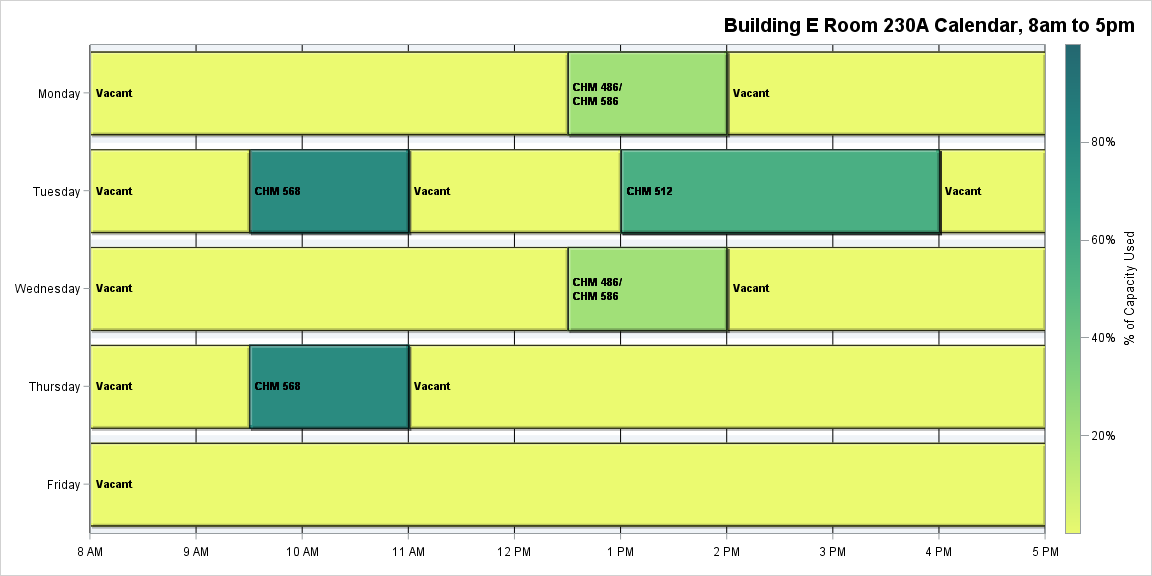 Building E Room 230A Calendar, 8am to 5pm
Monday
Vacant
CHM 486/
CHM 586
Vacant
Tuesday
Vacant
CHM 568
Vacant
CHM 512
Vacant
Wednesday
Vacant
CHM 486/
CHM 586
Vacant
Thursday
Vacant
CHM 568
Vacant
Friday
Vacant
8 AM
9 AM
10 AM
11 AM
12 PM
1 PM
2 PM
3 PM
4 PM
5 PM
80%
60%
40%
20%
% of Capacity Used